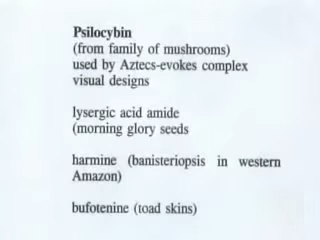 Psilocybin
(from family of mushrooms)
used by Aztecs-evokes complex
visual designs
lysergic acid amide
(morning glory seeds
harmine (banisteriopsis in western
Amazon)
bufotenine (toad skins)